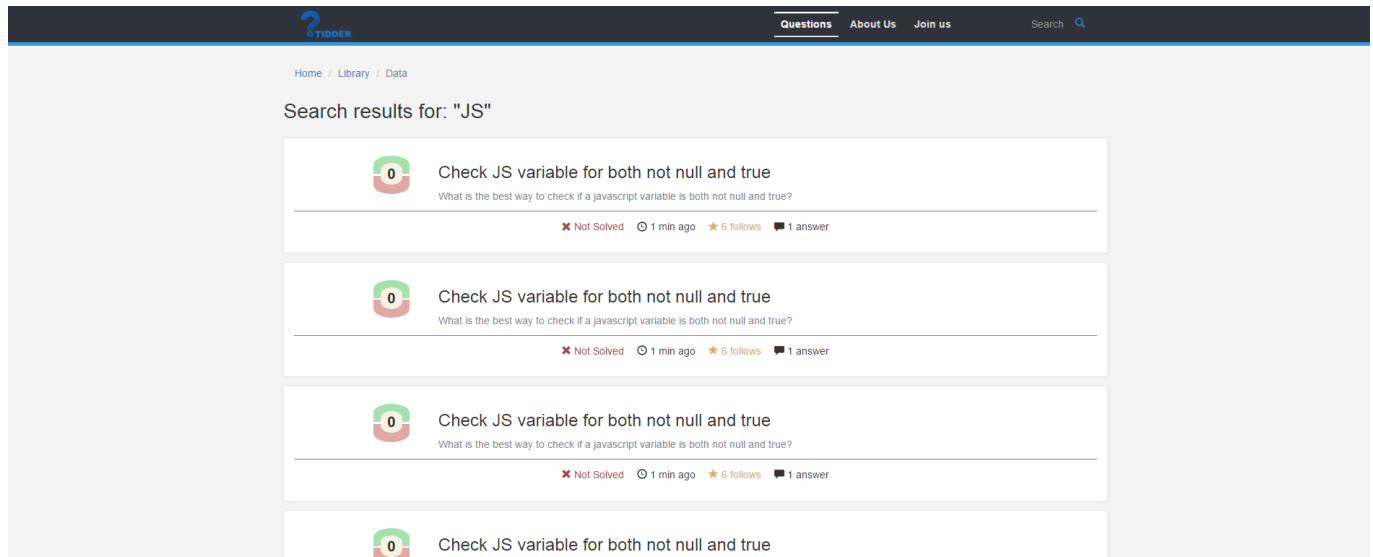 ?TIDDER
Questions About Us Join us Search
Home / Library / Data
Search results for: "JS"
0 Check JS variable for both not null and true
What is the best way to check if a javascript variable is both not null and true?
Not Solved 1 min ago 6 follows 1 answer
0 Check JS variable for both not null and true
What is the best way to check if a javascript variable is both not null and true?
Not Solved 1 min ago 6 follows 1 answer
0 Check JS variable for both not null and true
What is the best way to check if a javascript variable is both not null and true?
Not Solved 1 min ago 6 follows 1 answer
0 Check JS variable for both not null and true